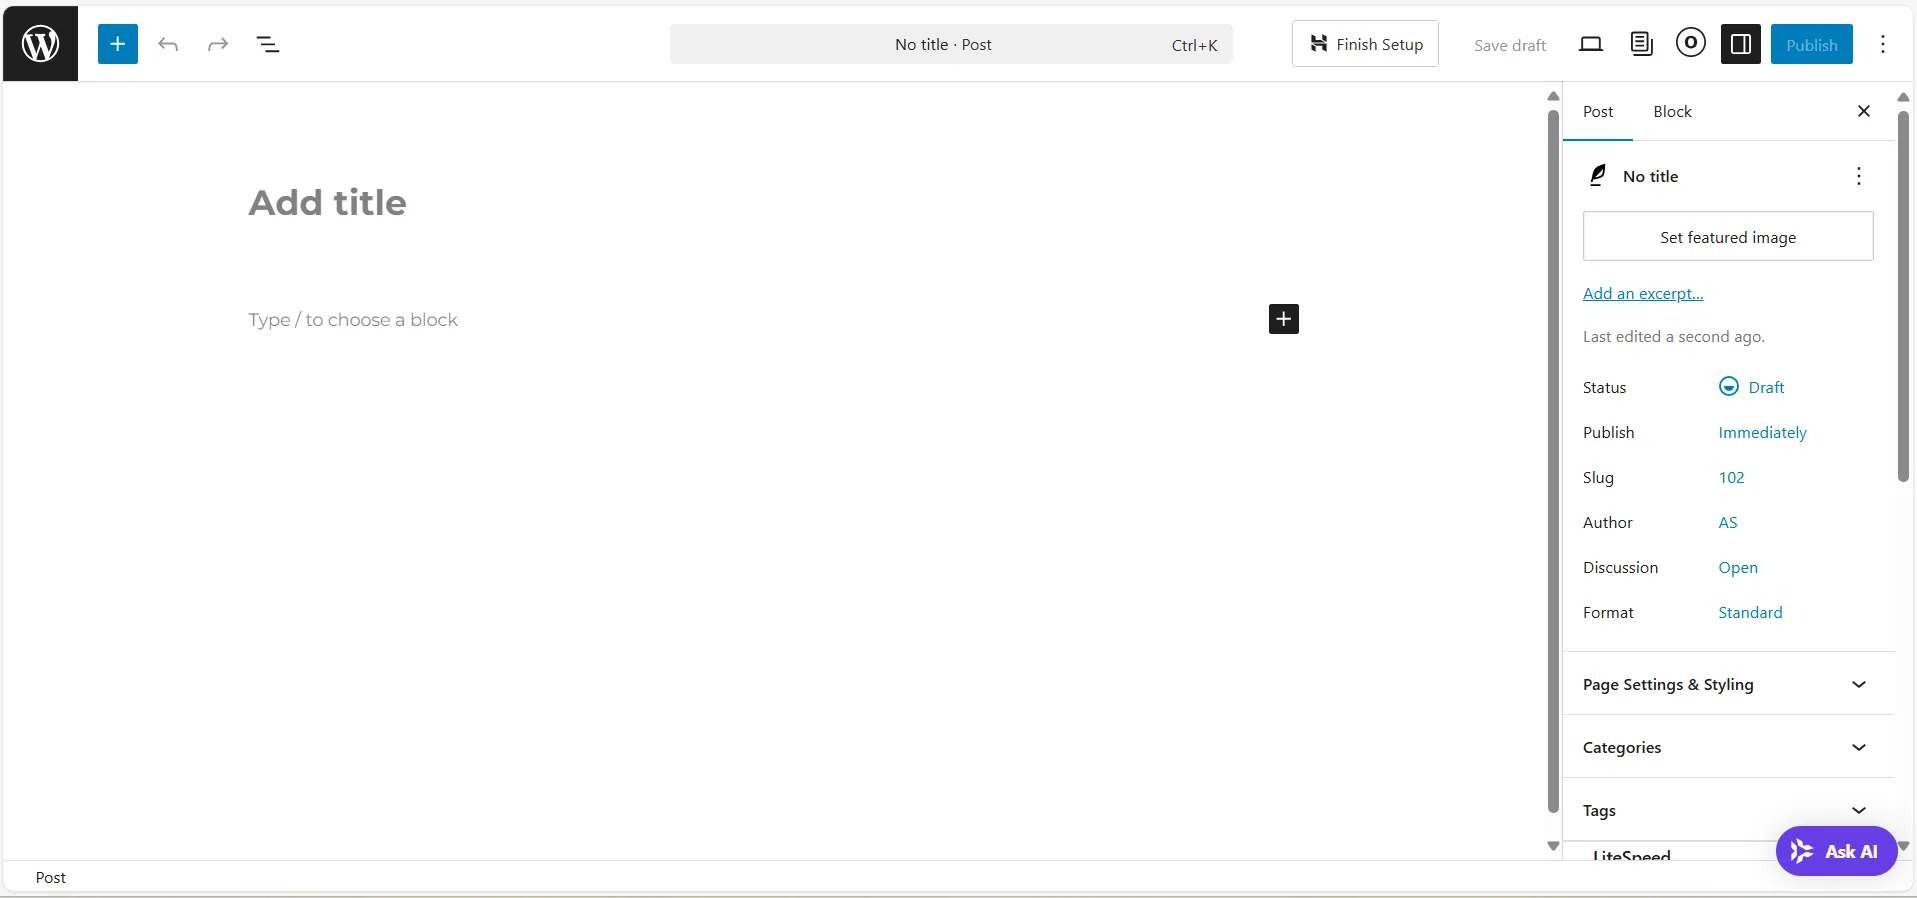 No title · Post Ctrl+K
Finish Setup
Save draft
Publish
Post Block
Add title
No title
Set featured image
Type / to choose a block
Add an excerpt...
Last edited a second ago.
Status Draft
Publish Immediately
Slug 102
Author AS
Discussion Open
Format Standard
Page Settings & Styling
Categories
Tags
LiteSpeed
Ask AI
Post